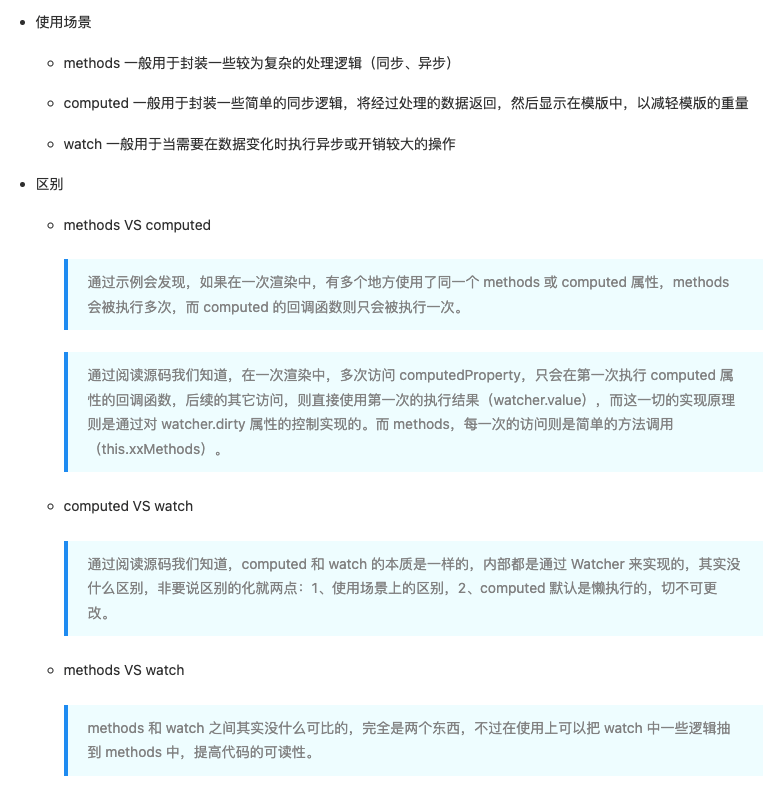 使用场景
methods 一般用于封装一些较为复杂的处理逻辑（同步、异步）
computed 一般用于封装一些简单的同步逻辑，将经过处理的数据返回，然后显示在模版中，以减轻模版的重量
watch 一般用于当需要在数据变化时执行异步或开销较大的操作
区别
methods VS computed
通过示例会发现，如果在一次渲染中，有多个地方使用了同一个 methods 或 computed 属性，methods
会被执行多次，而 computed 的回调函数则只会被执行一次。
通过阅读源码我们知道，在一次渲染中，多次访问 computedProperty，只会在第一次执行 computed 属
性的回调函数，后续的其它访问，则直接使用第一次的执行结果（watcher.value），而这一切的实现原理
则是通过对 watcher.dirty 属性的控制实现的。而 methods，每一次的访问则是简单的方法调用
（this.xxMethods）。
computed VS watch
通过阅读源码我们知道，computed 和 watch 的本质是一样的，内部都是通过 Watcher 来实现的，其实没
什么区别，非要说区别的化就两点：1、使用场景上的区别，2、computed 默认是懒执行的，切不可更
改。
methods VS watch
methods 和 watch 之间其实没什么可比的，完全是两个东西，不过在使用上可以把 watch 中一些逻辑抽
到 methods 中，提高代码的可读性。